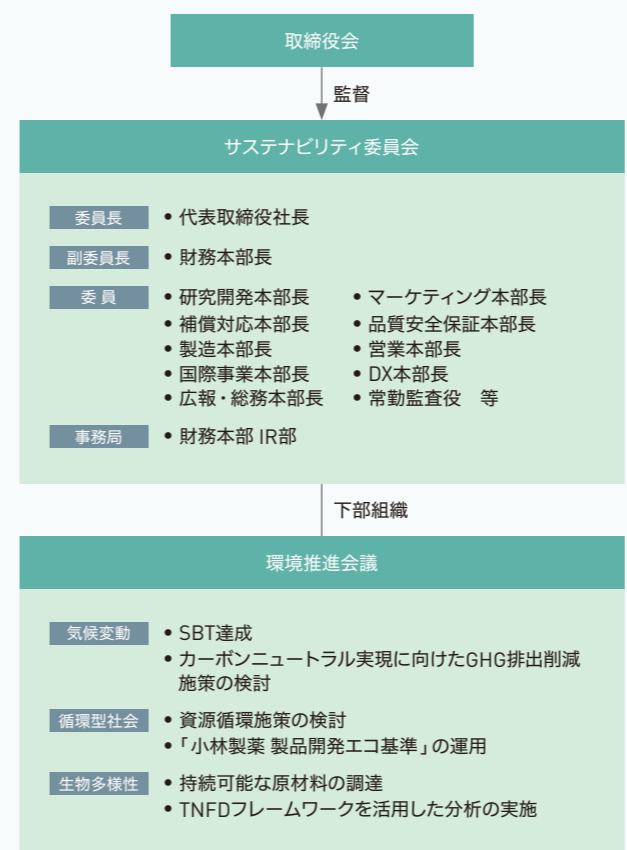 取締役会
監督
サステナビリティ委員会
委員長 • 代表取締役社長
副委員長 • 財務本部長
委 員 • 研究開発本部長 • マーケティング本部長
• 補償対応本部長 • 品質安全保証本部長
• 製造本部長 • 営業本部長
• 国際事業本部長 • DX本部長
• 広報・総務本部長 • 常勤監査役　等
事務局 • 財務本部 IR部
下部組織
環境推進会議
気候変動 • SBT達成
• カーボンニュートラル実現に向けたGHG排出削減
施策の検討
循環型社会 • 資源循環施策の検討
• 「小林製薬 製品開発エコ基準」の運用
生物多様性 • 持続可能な原材料の調達
• TNFDフレームワークを活用した分析の実施